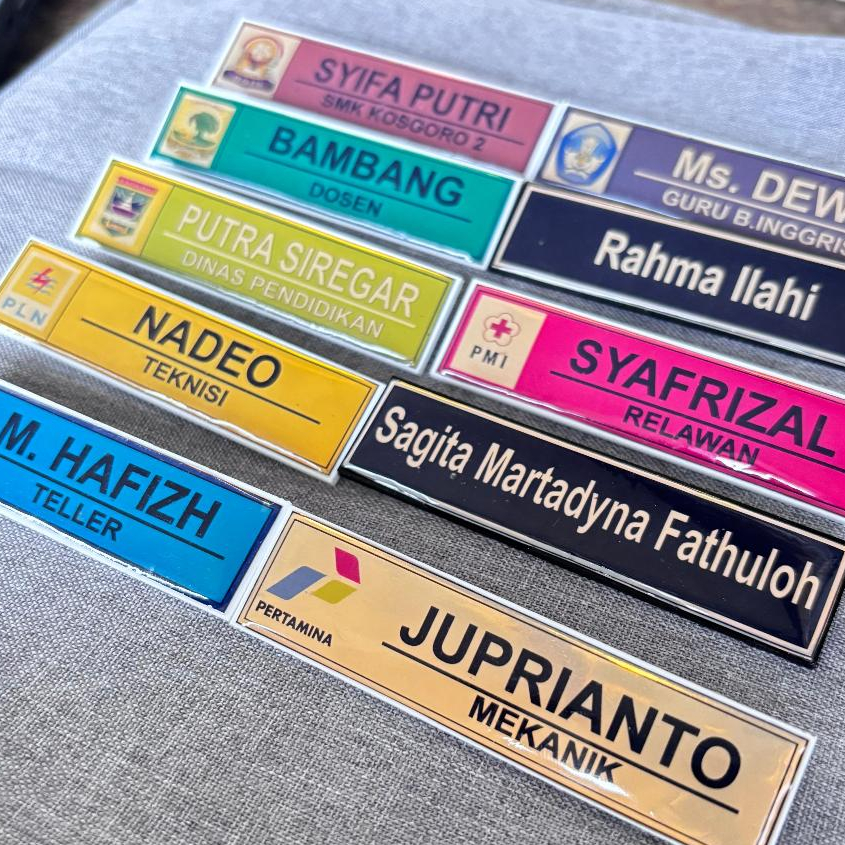 SYIFA PUTRI
SMK KOSGORO 2
BAMBANG
DOSEN
PUTRA SIREGAR
DINAS PENDIDIKAN
PLN
NADEO
TEKNISI
M. HAFIZH
TELLER
Ms. DEW
GURU B.INGGRIS
Rahma Ilahi
PMI
SYAFRIZAL
RELAWAN
Sagita Martadyna Fathuloh
PERTAMINA
JUPRIANTO
MEKANIK